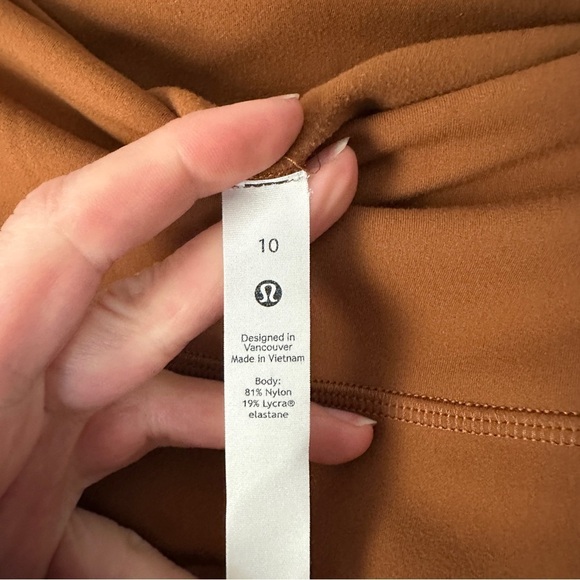 10
Designed in
Vancouver
Made in Vietnam
Body:
81% Nylon
19% Lycra®
elastane